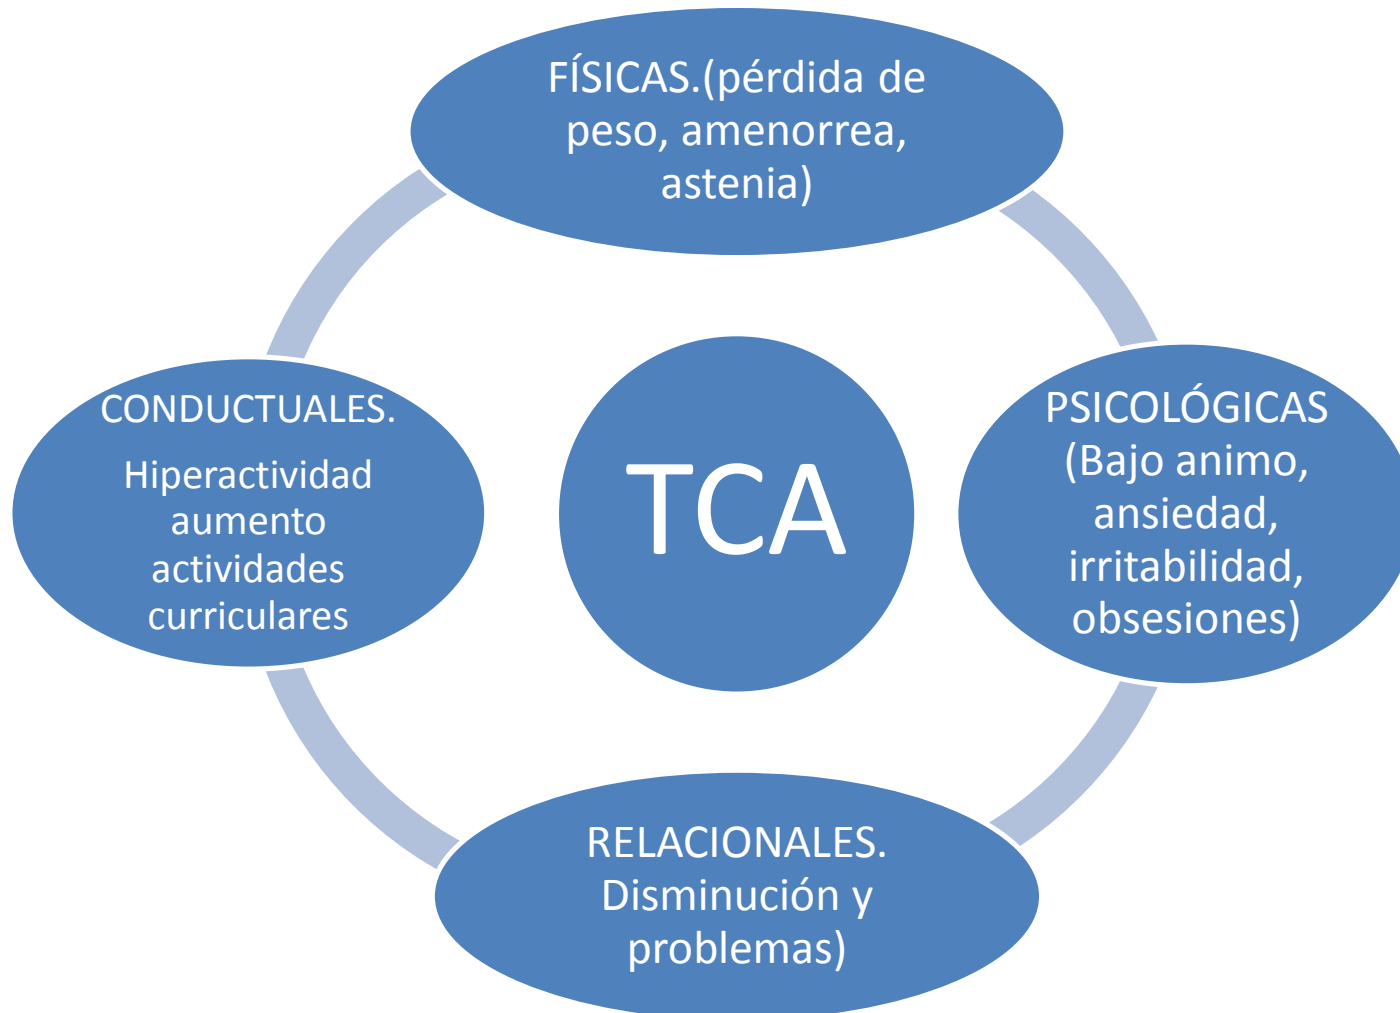 FÍSICAS.(pérdida de
peso, amenorrea,
astenia)
CONDUCTUALES.
Hiperactividad
aumento
actividades
curriculares
TCA
PSICOLÓGICAS
(Bajo animo,
ansiedad,
irritabilidad,
obsesiones)
RELACIONALES.
Disminución y
problemas)